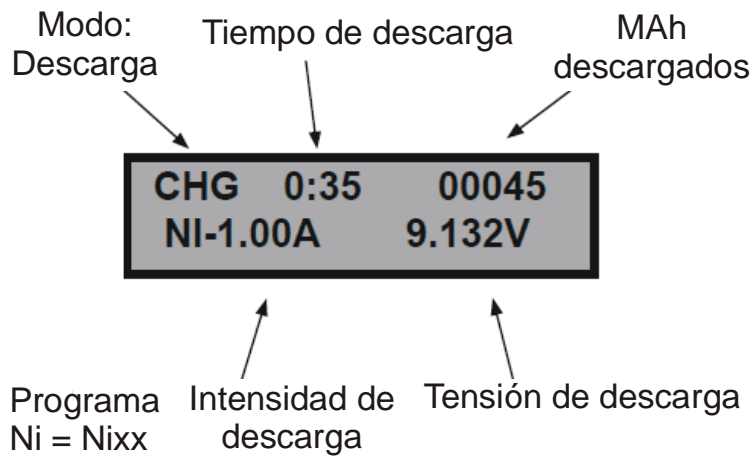 Modo:
Descarga
Tiempo de descarga
MAh
descargados
CHG 0:35 00045
NI-1.00A 9.132V
Programa
Ni = Nixx
Intensidad de
descarga
Tensión de descarga